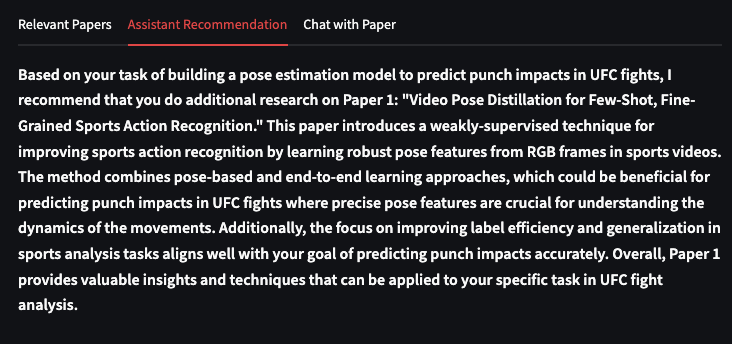 Relevant Papers Assistant Recommendation Chat with Paper
Based on your task of building a pose estimation model to predict punch impacts in UFC fights, I
recommend that you do additional research on Paper 1: "Video Pose Distillation for Few-Shot, Fine-
Grained Sports Action Recognition." This paper introduces a weakly-supervised technique for
improving sports action recognition by learning robust pose features from RGB frames in sports videos.
The method combines pose-based and end-to-end learning approaches, which could be beneficial for
predicting punch impacts in UFC fights where precise pose features are crucial for understanding the
dynamics of the movements. Additionally, the focus on improving label efficiency and generalization in
sports analysis tasks aligns well with your goal of predicting punch impacts accurately. Overall, Paper 1
provides valuable insights and techniques that can be applied to your specific task in UFC fight
analysis.